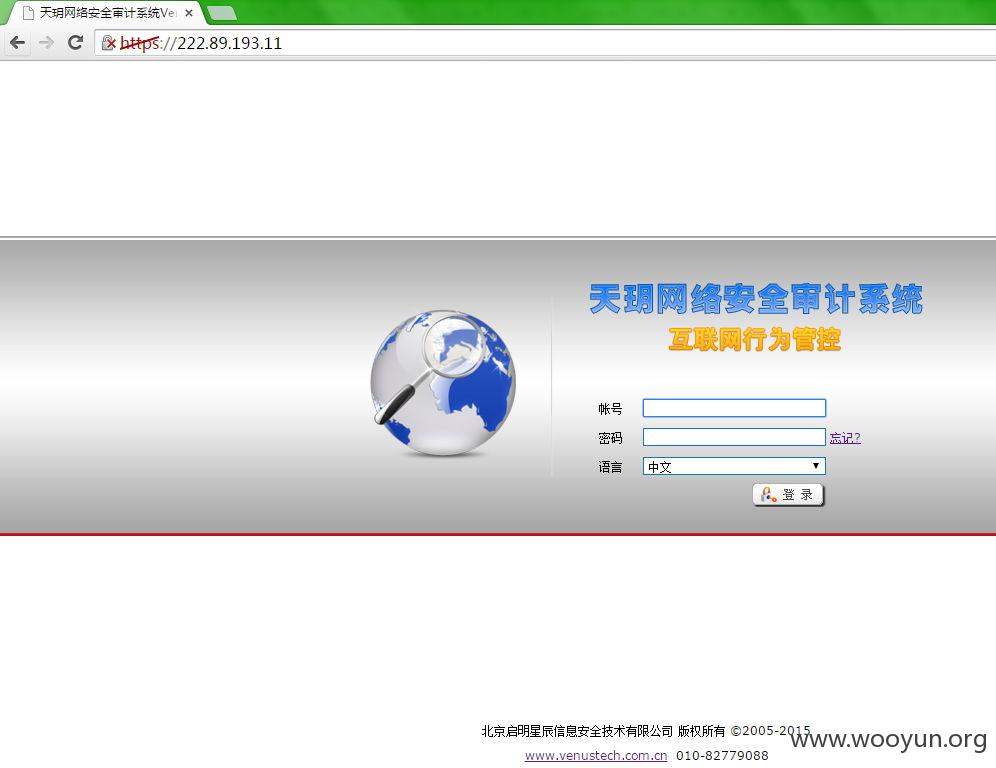 天玥网络安全审计系统Ve
https://222.89.193.11
天玥网络安全审计系统
互联网行为管控
帐号
密码 忘记?
语言 中文
登 录
北京启明星辰信息安全技术有限公司 版权所有 ©2005-2015
www.venustech.com.cn 010-82779088
www.wooyun.org